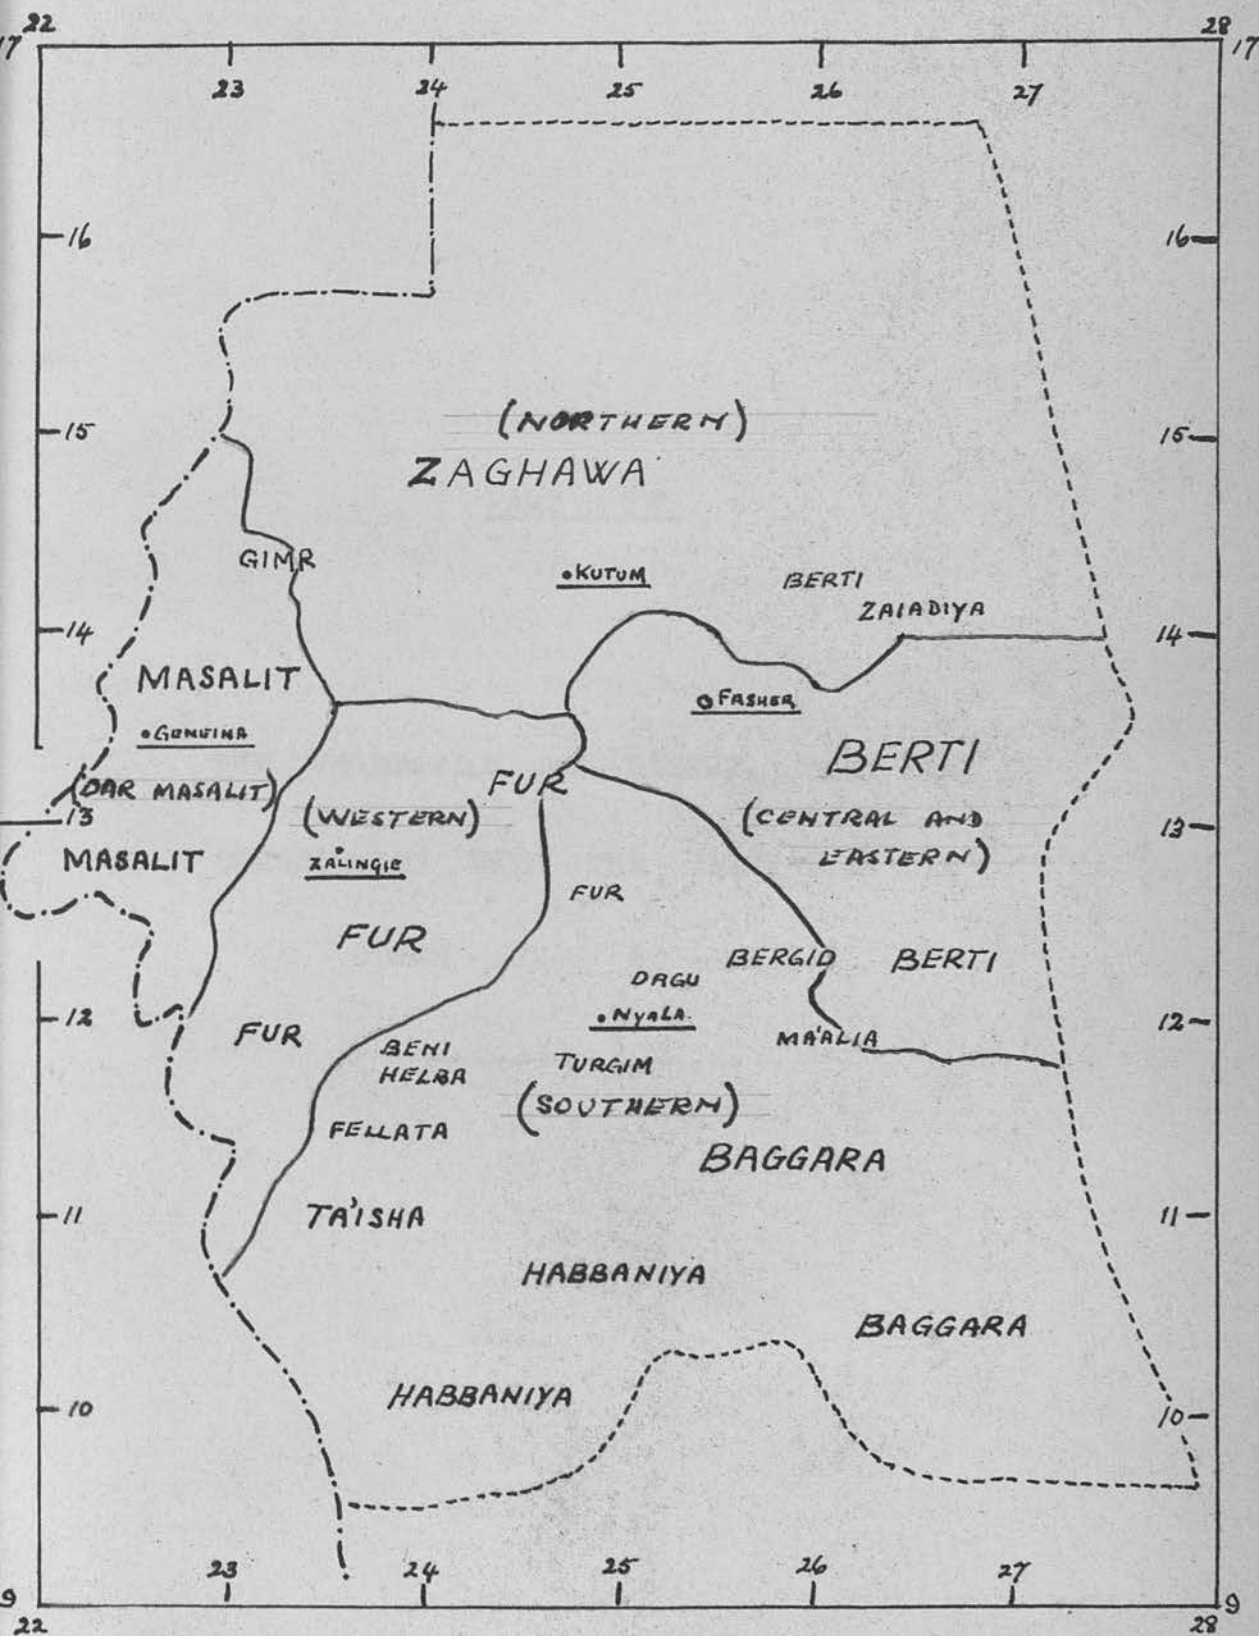 22
28
17
17
23
24
25
26
27
16
16
15
15
(NORTHERN)
ZAGHAWA
GIMR
KUTUM
BERTI
ZAIADIYA
14
14
MASALIT
FASHER
GENEINA
BERTI
FUR
(DAR MASALIT)
(WESTERN)
(CENTRAL AND
EASTERN)
13
13
MASALIT
ZALINGIE
FUR
FUR
BERGID
BERTI
DAGU
NYALA
12
12
FUR
MA'ALIA
BENI
HELBA
TURGIM
(SOUTHERN)
FELLATA
BAGGARA
11
11
TA'ISHA
HABBANIYA
BAGGARA
HABBANIYA
10
10
23
24
25
26
27
9
9
22
28